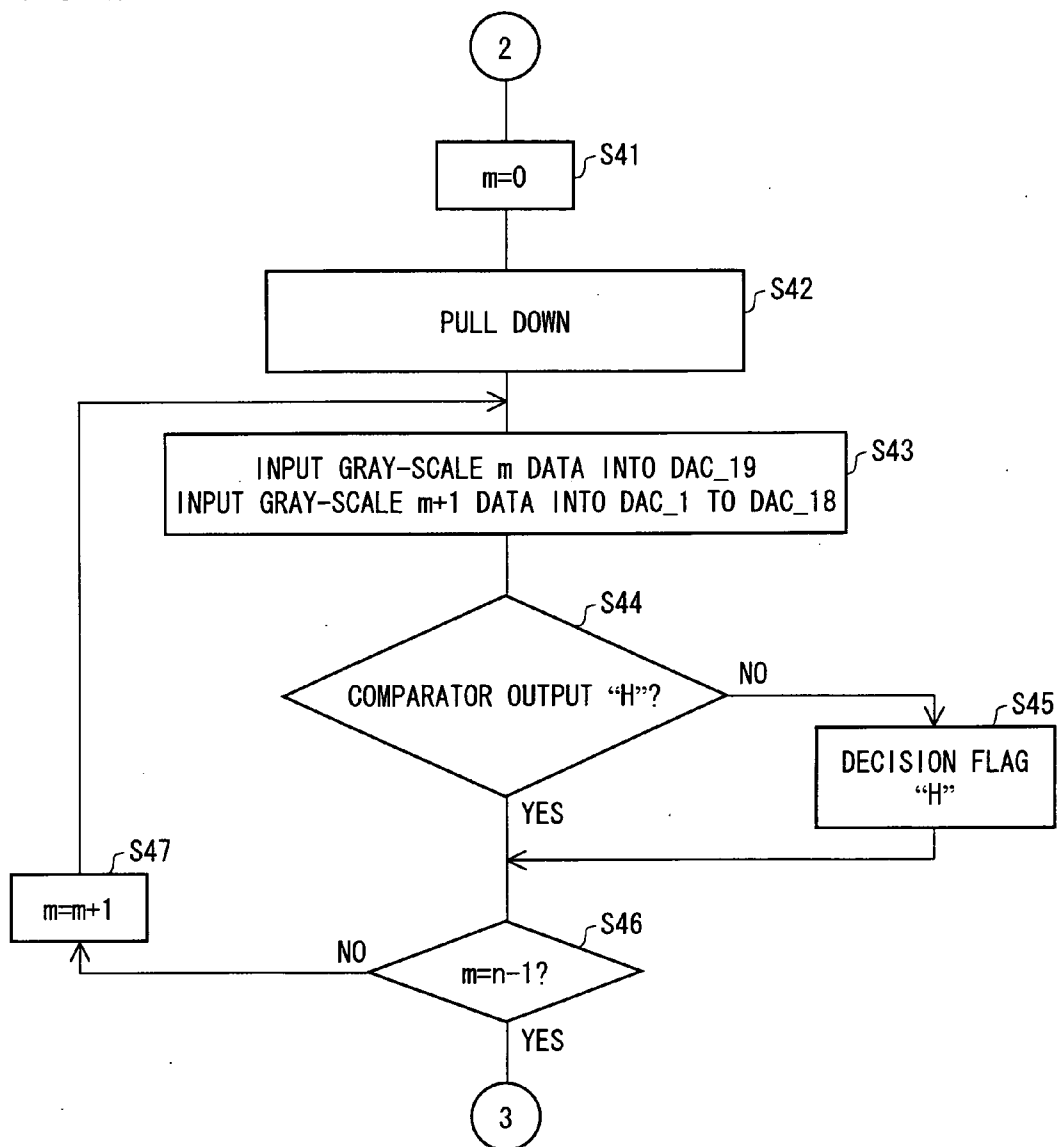 2
S41
m=0
S42
PULL DOWN
S43
INPUT GRAY-SCALE m DATA INTO DAC_19
INPUT GRAY-SCALE m+1 DATA INTO DAC_1 TO DAC_18
S44
COMPARATOR OUTPUT “H”?
NO
S45
DECISION FLAG
“H”
YES
S47
m=m+1
S46
m=n-1?
NO
YES
3